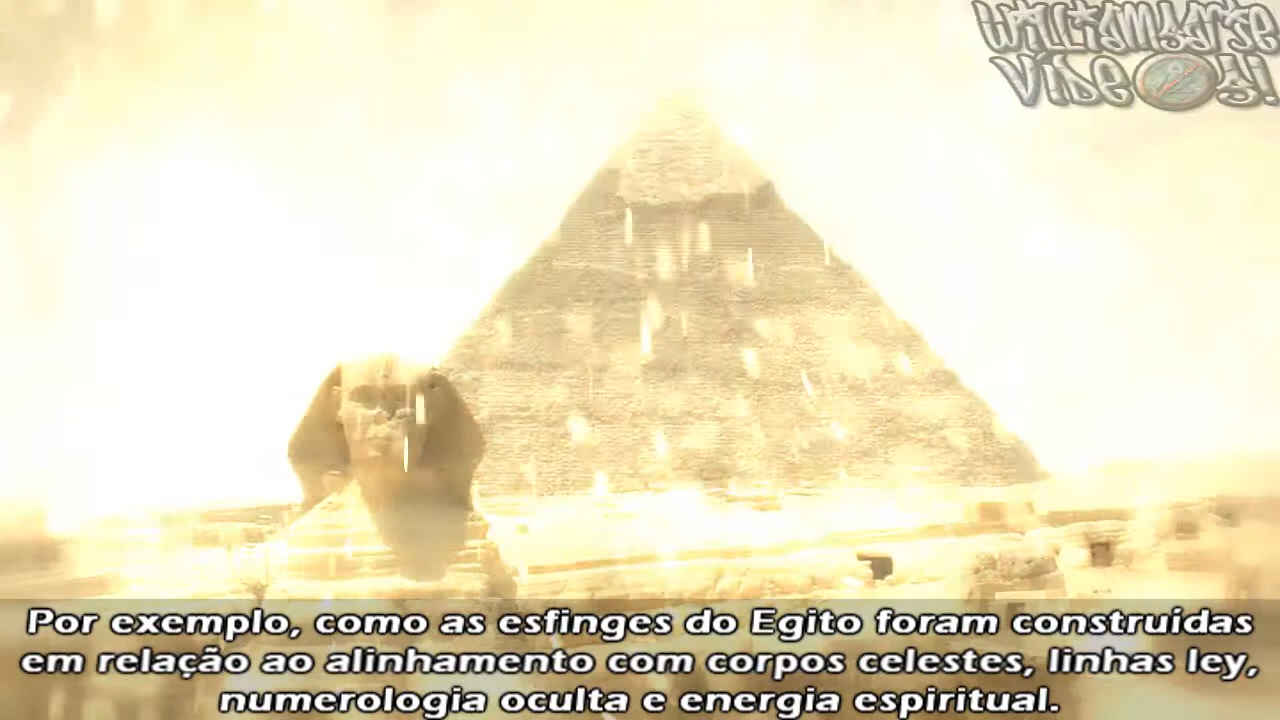 VIDEOS!
Por exemplo, como as esfinges do Egito foram construídas
em relação ao alinhamento com corpos celestes, linhas ley,
numerologia oculta e energia espiritual.